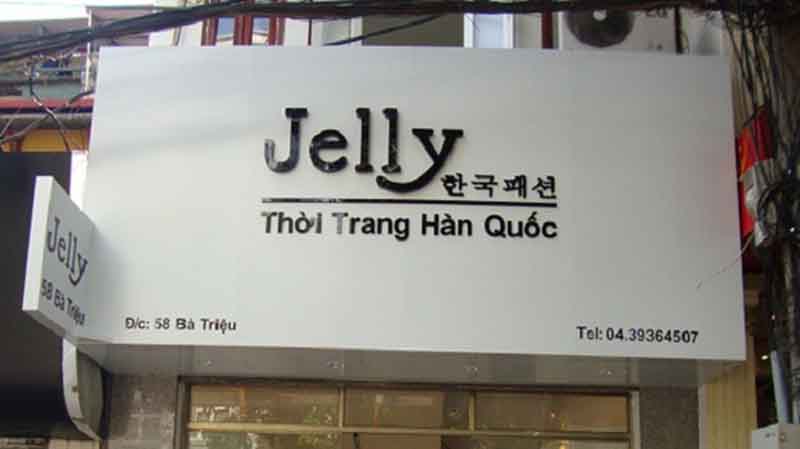 Jelly
한국패션
Thời Trang Hàn Quốc
Đ/c: 58 Bà Triệu
Tel: 04.39364507
Jelly
58 Bà Triệu